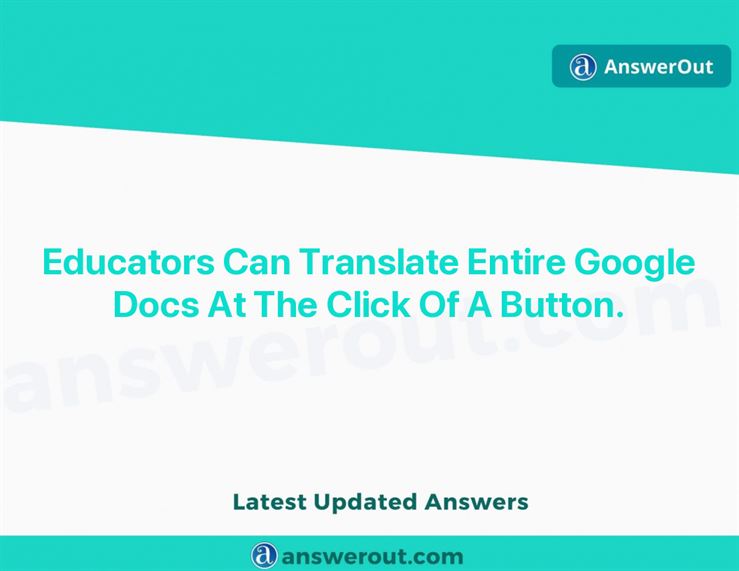 AnswerOut
Educators Can Translate Entire Google
Docs At The Click Of A Button.
answerout.com
Latest Updated Answers
answerout.com